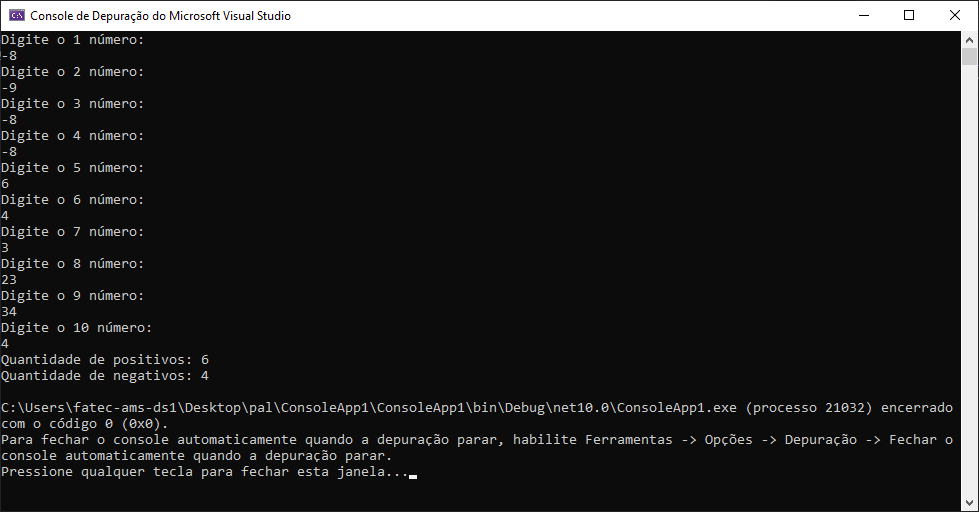 Console de Depuração do Microsoft Visual Studio
Digite o 1 número:
-8
Digite o 2 número:
-9
Digite o 3 número:
-8
Digite o 4 número:
-8
Digite o 5 número:
6
Digite o 6 número:
4
Digite o 7 número:
3
Digite o 8 número:
23
Digite o 9 número:
34
Digite o 10 número:
4
Quantidade de positivos: 6
Quantidade de negativos: 4
C:\Users\fatec-ams-ds1\Desktop\pal\ConsoleApp1\ConsoleApp1\bin\Debug\net10.0\ConsoleApp1.exe (processo 21032) encerrado
com o código 0 (0x0).
Para fechar o console automaticamente quando a depuração parar, habilite Ferramentas -> Opções -> Depuração -> Fechar o
console automaticamente quando a depuração parar.
Pressione qualquer tecla para fechar esta janela...